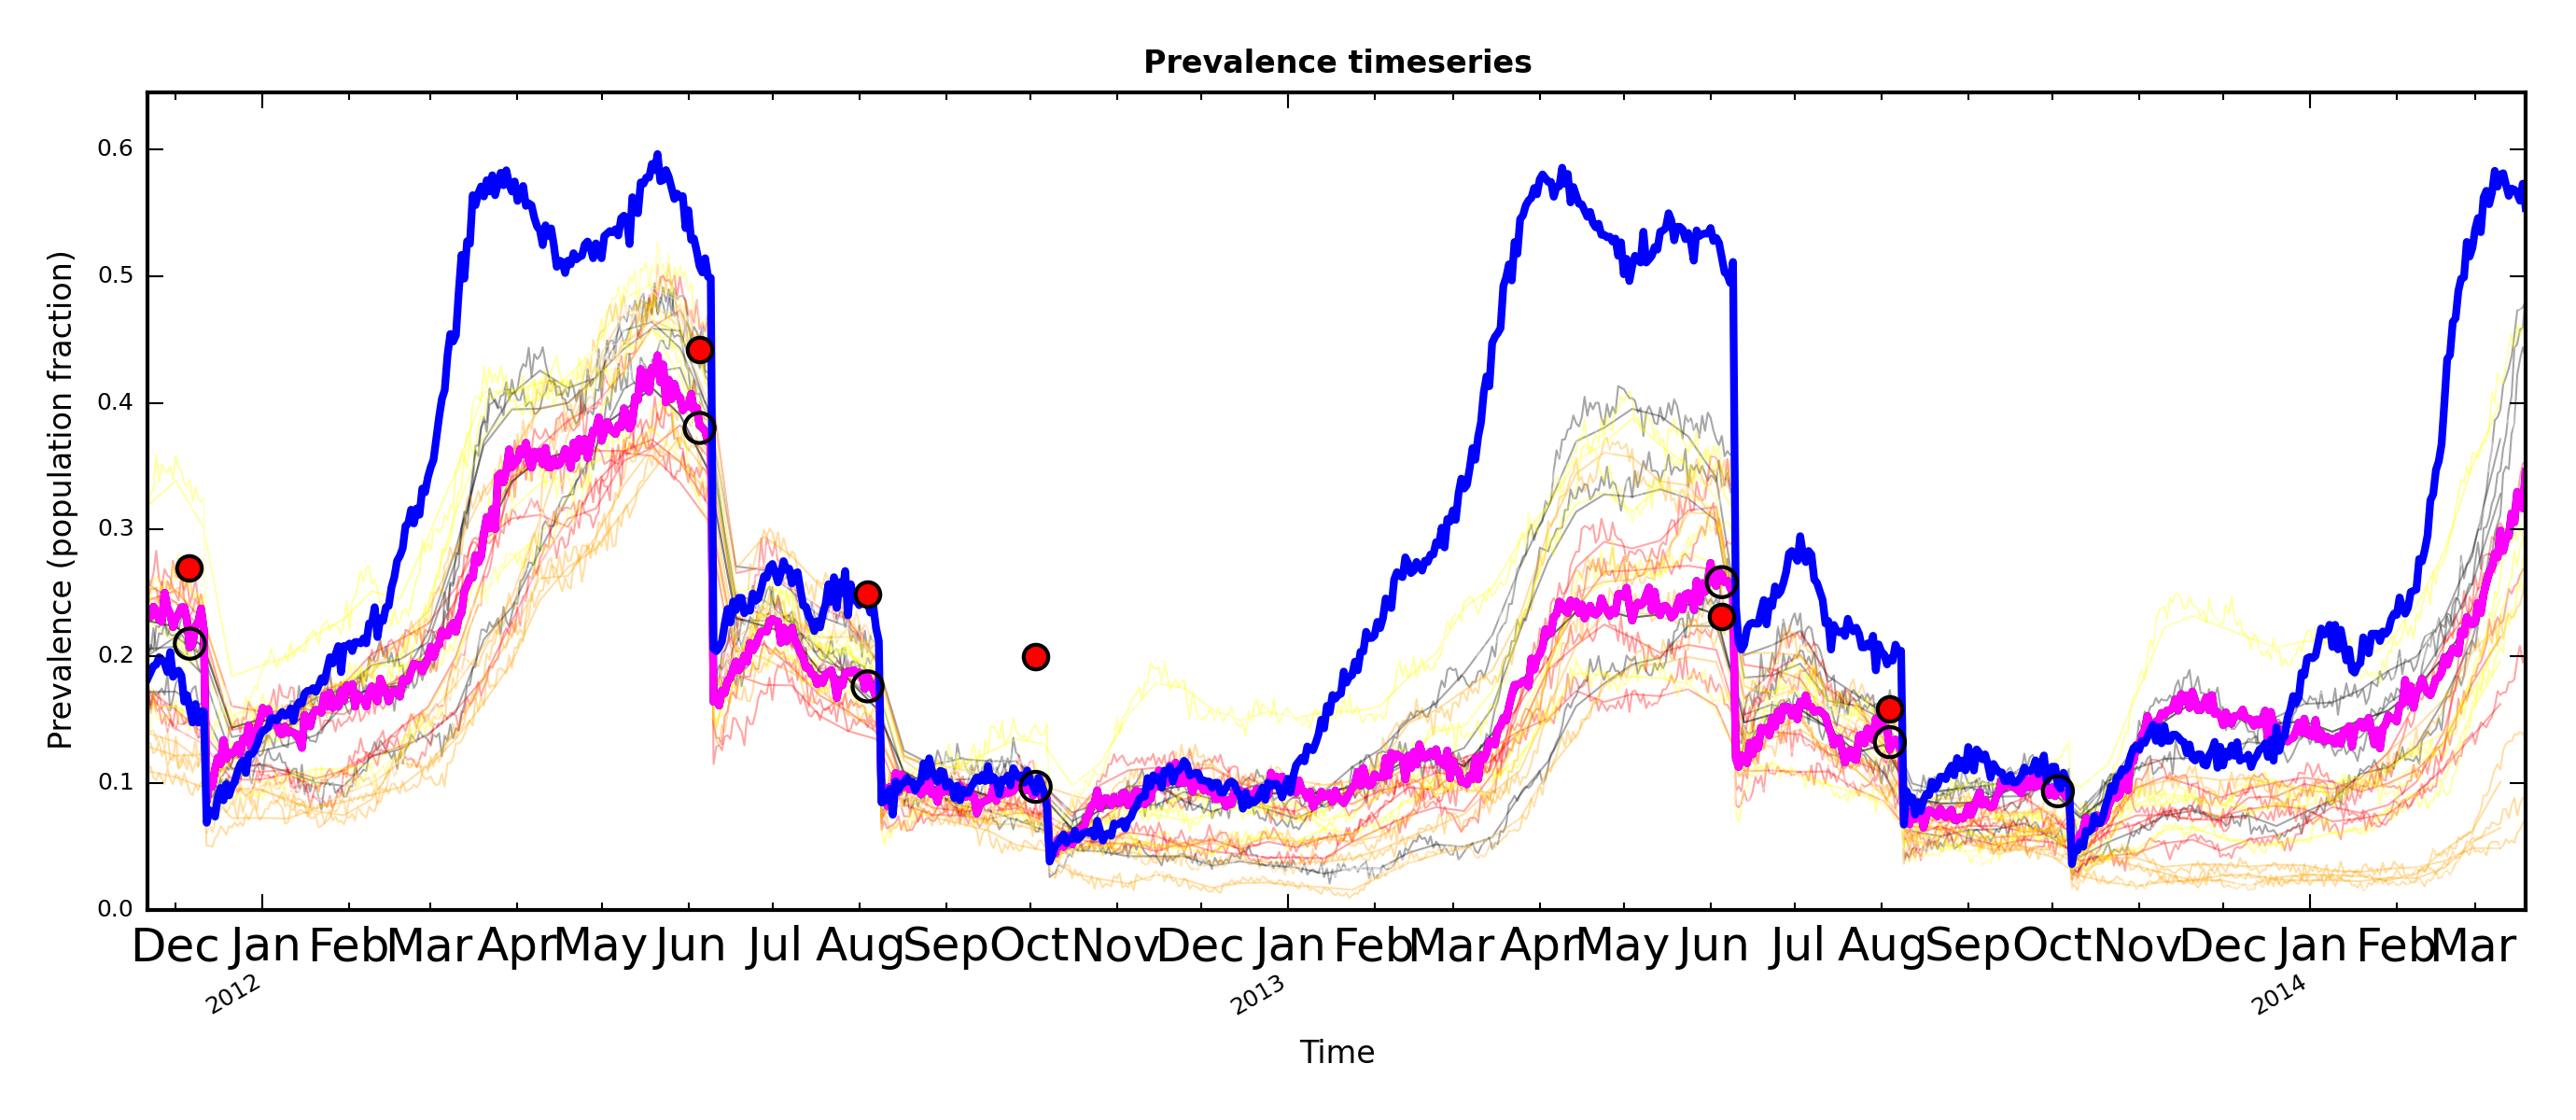 Prevalence timeseries
Prevalence (population fraction)
0.6
0.5
0.4
0.3
0.2
0.1
0.0
Dec Jan Feb Mar Apr May Jun Jul Aug Sep Oct Nov Dec Jan Feb Mar Apr May Jun Jul Aug Sep Oct Nov Dec Jan Feb Mar
2012 2013 2014
Time